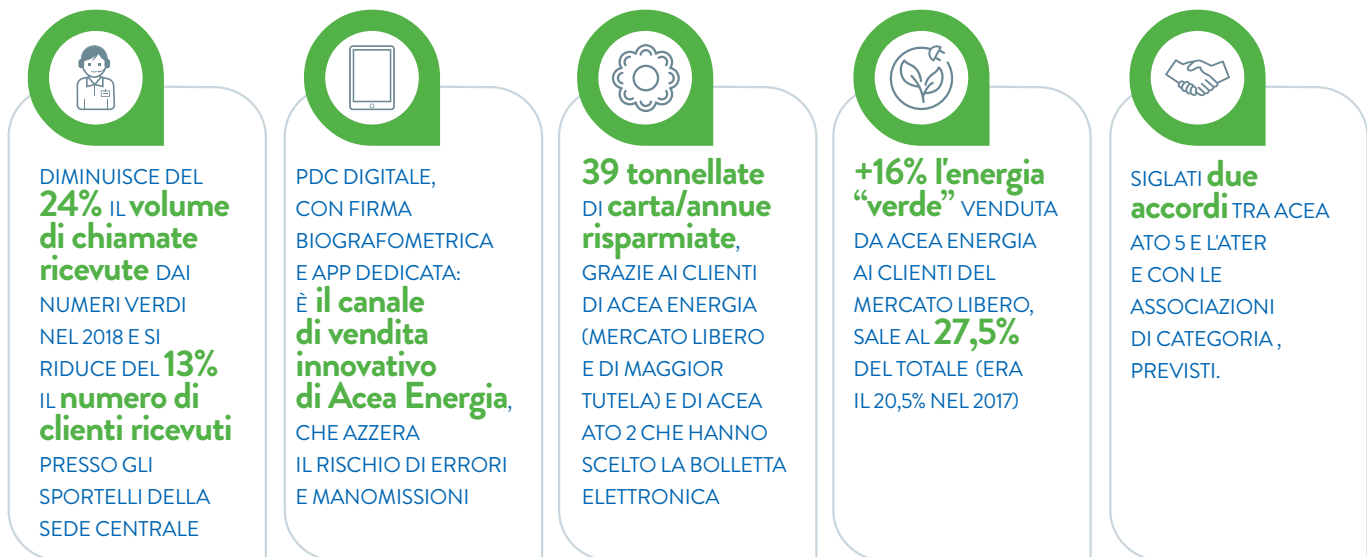 DIMINUISCE DEL
24% IL volume
di chiamate
ricevute DAI
NUMERI VERDI
NEL 2018 E SI
RIDUCE DEL 13%
IL numero di
clienti ricevuti
PRESSO GLI
SPORTELLI DELLA
SEDE CENTRALE
PDC DIGITALE,
CON FIRMA
BIOGRAFOMETRICA
E APP DEDICATA:
È il canale
di vendita
innovativo
di Acea Energia,
CHE AZZERA
IL RISCHIO DI ERRORI
E MANOMISSIONI
39 tonnellate
DI carta/annue
risparmiate,
GRAZIE AI CLIENTI
DI ACEA ENERGIA
(MERCATO LIBERO
E DI MAGGIOR
TUTELA) E DI ACEA
ATO 2 CHE HANNO
SCELTO LA BOLLETTA
ELETTRONICA
+16% l'energia
“verde” VENDUTA
DA ACEA ENERGIA
AI CLIENTI DEL
MERCATO LIBERO,
SALE AL 27,5%
DEL TOTALE (ERA
IL 20,5% NEL 2017)
SIGLATI due
accordi TRA ACEA
ATO 5 E L'ATER
E CON LE
ASSOCIAZIONI
DI CATEGORIA ,
PREVISTI.